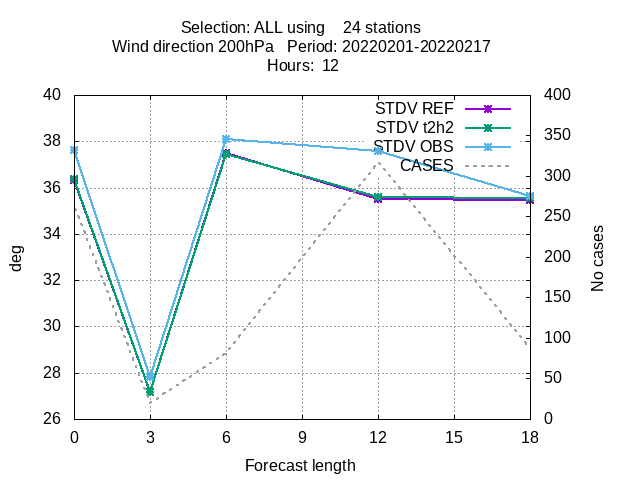 Selection: ALL using    24 stations
Wind direction 200hPa   Period: 20220201-20220217
Hours:  12
STDV REF
STDV t2h2
STDV OBS
CASES
deg
No cases
40
38
36
34
32
30
28
26
400
350
300
250
200
150
100
50
0
0 3 6 9 12 15 18
Forecast length